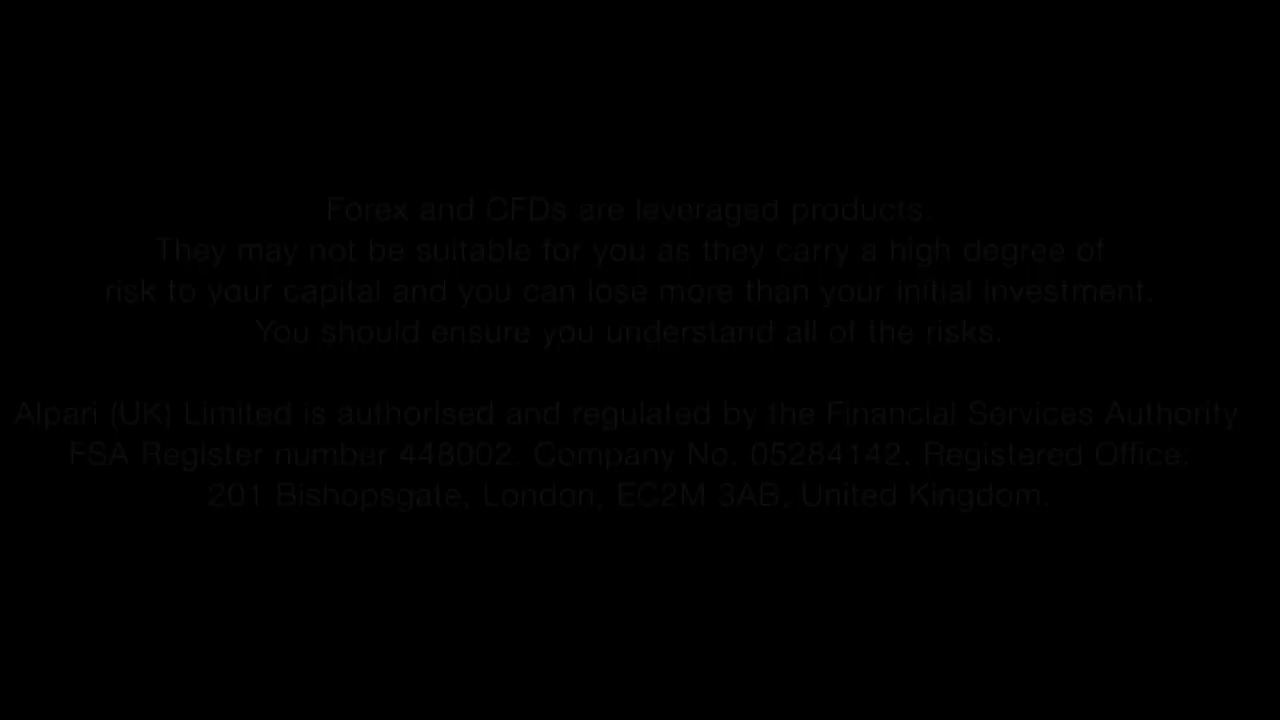 Forex and CFDs are leveraged products.
They may not be suitable for you as they carry a high degree of
risk to your capital and you can lose more than your initial investment.
You should ensure you understand all of the risks.
Alpari (UK) Limited is authorised and regulated by the Financial Services Authority
FSA Register number 448002. Company No. 05284142. Registered Office.
201 Bishopsgate, London, EC2M 3AB, United Kingdom.